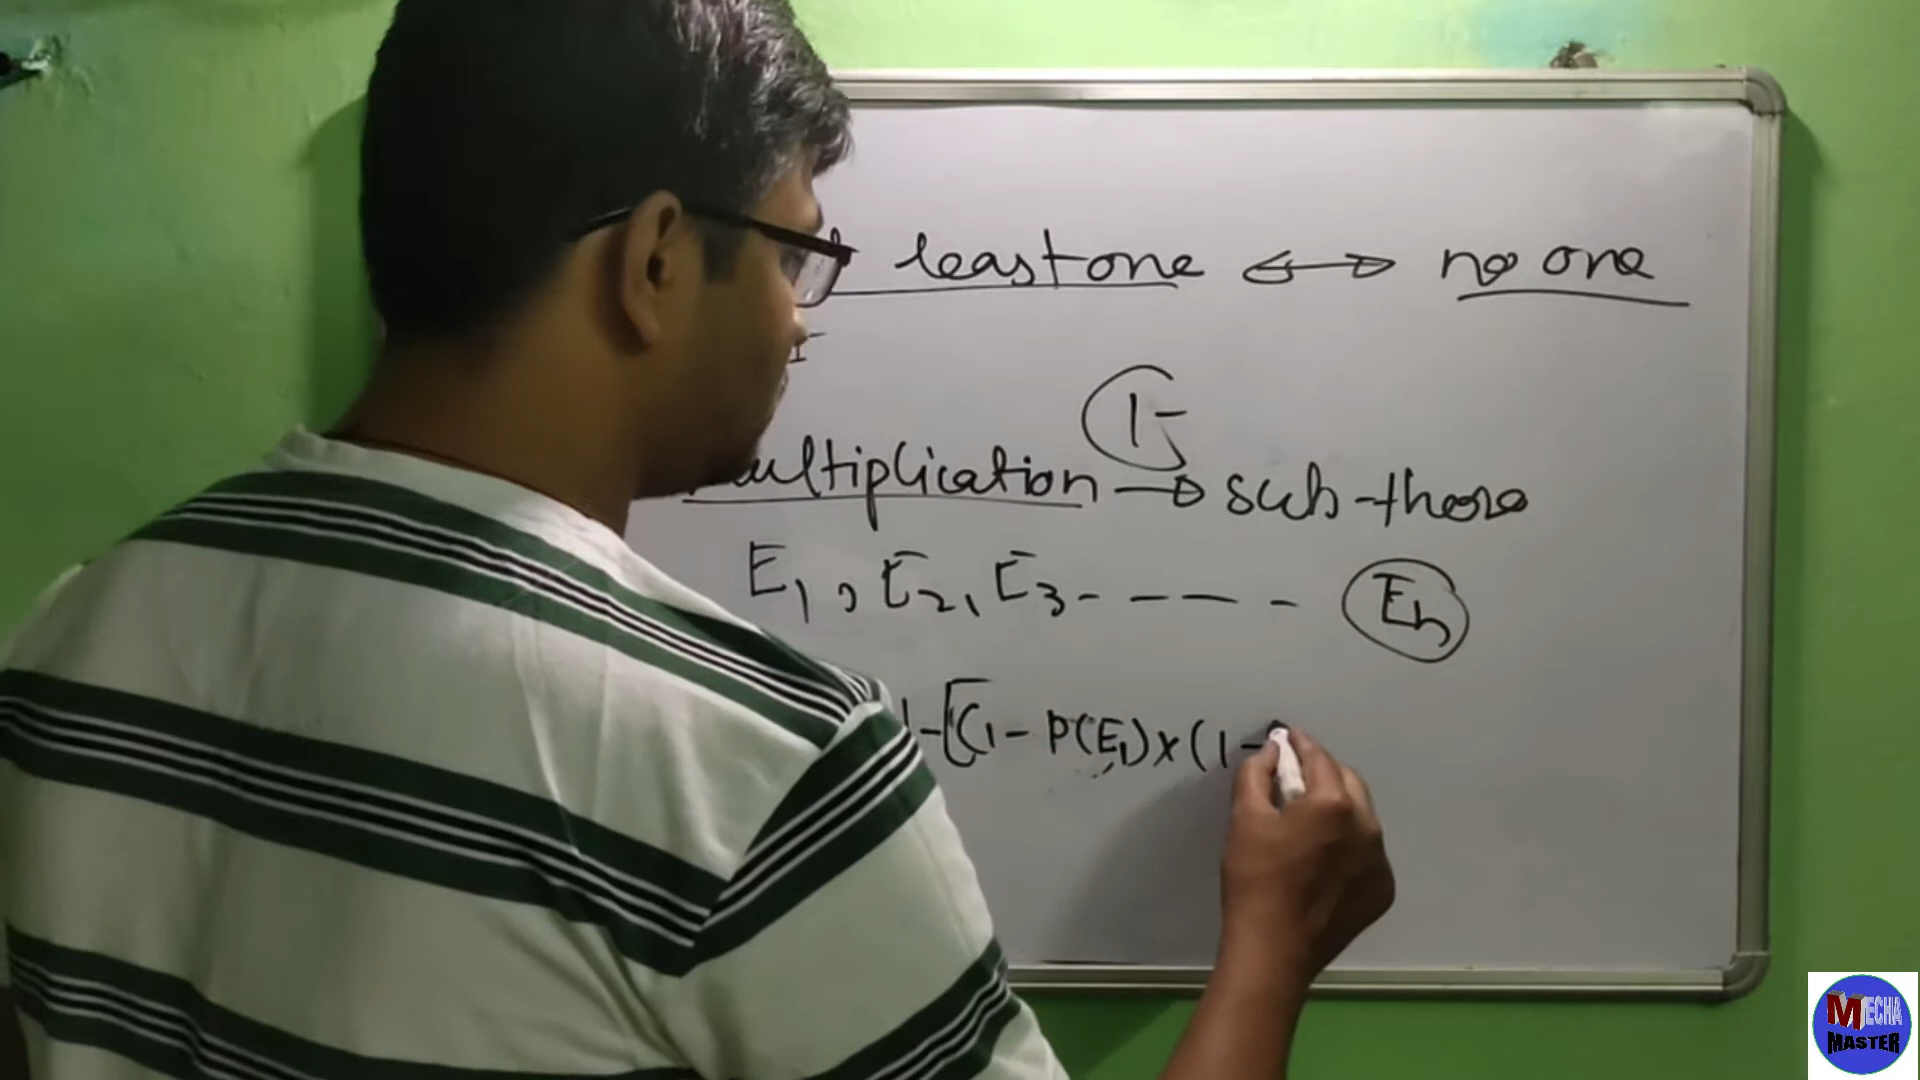 least one ↔ no one
1-
multiplication → sub-there
E1, E2, E3 - - - - En
1-[(1- P(E1)x(1-
MECHA
MASTER